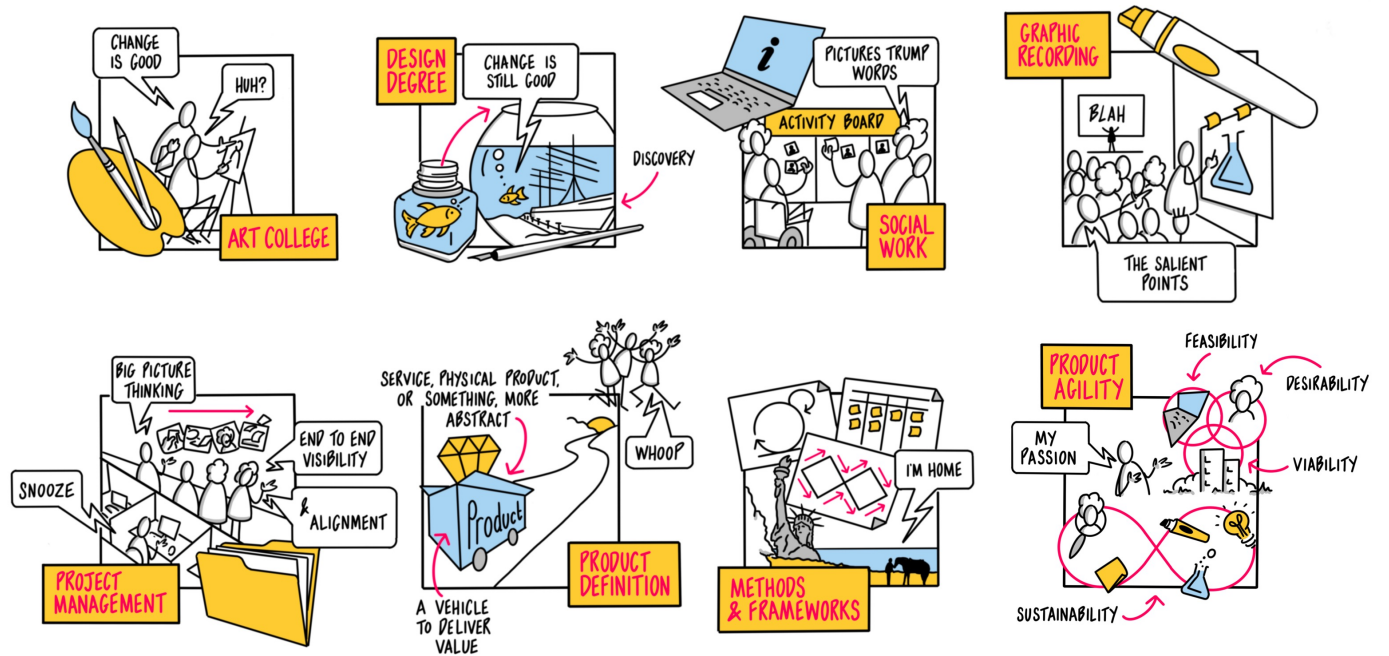 CHANGE
IS GOOD
HUH?
ART COLLEGE
DESIGN
DEGREE
CHANGE IS
STILL GOOD
DISCOVERY
i
PICTURES TRUMP
WORDS
ACTIVITY BOARD
SOCIAL
WORK
GRAPHIC
RECORDING
BLAH
THE SALIENT
POINTS
BIG PICTURE
THINKING
END TO END
VISIBILITY
&
ALIGNMENT
SNOOZE
PROJECT
MANAGEMENT
SERVICE, PHYSICAL PRODUCT,
OR SOMETHING, MORE
ABSTRACT
WHOOP
Product
PRODUCT
DEFINITION
A VEHICLE
TO DELIVER
VALUE
I'M HOME
METHODS
& FRAMEWORKS
PRODUCT
AGILITY
FEASIBILITY
DESIRABILITY
MY
PASSION
VIABILITY
SUSTAINABILITY